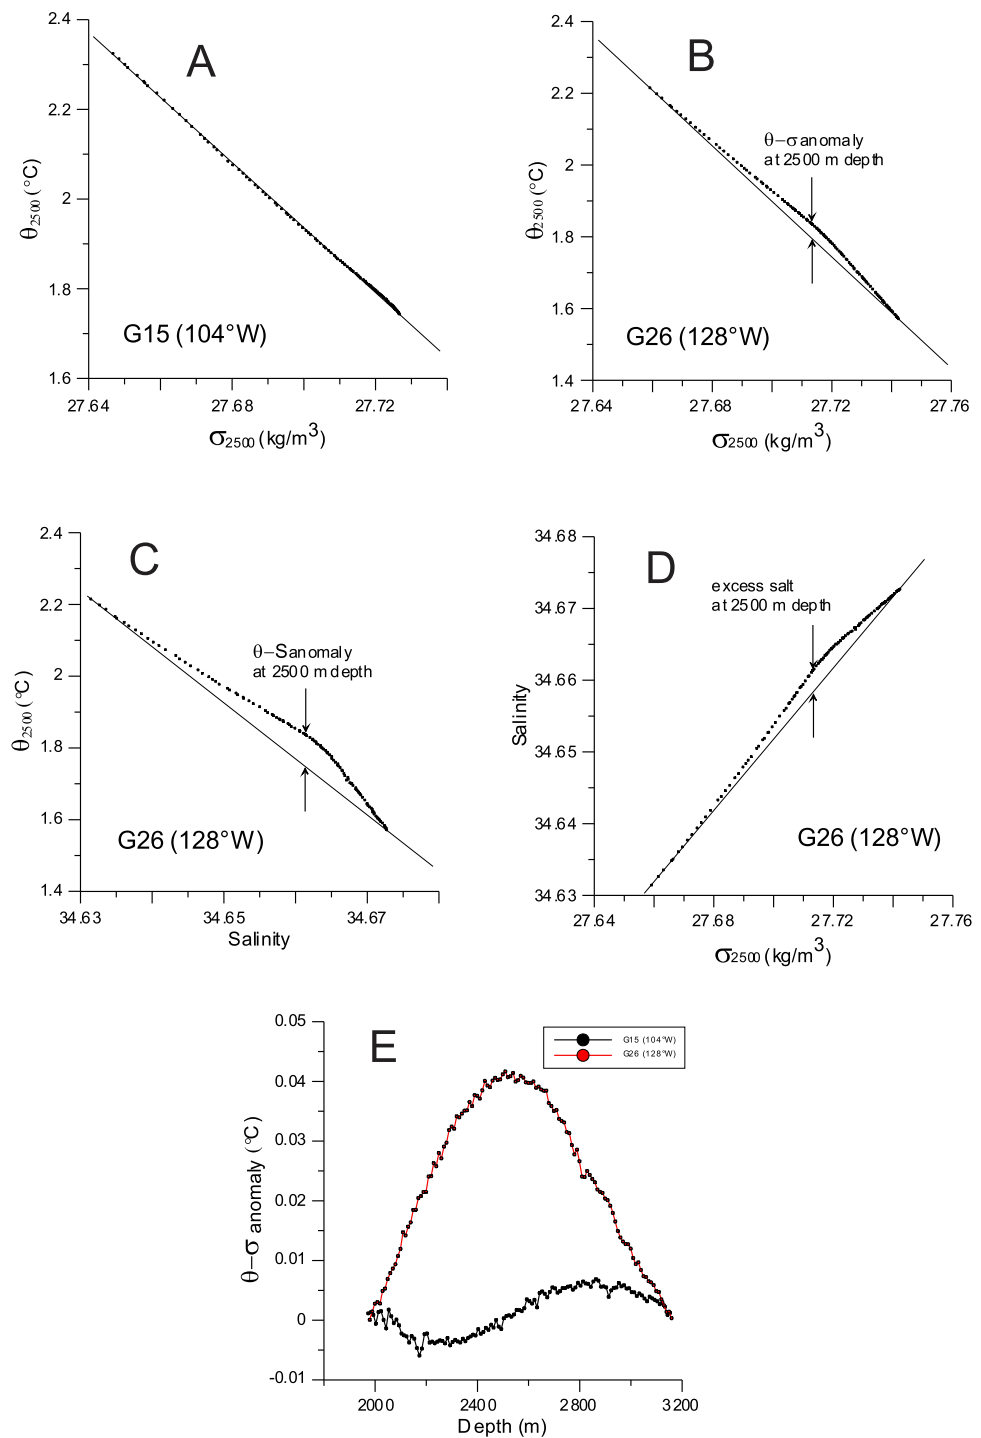 A
2.4
2.2
2
1.8
1.6
θ2500 (°C)
G15 (104°W)
27.64
27.68
27.72
σ2500 (kg/m3)
B
2.4
2.2
2
1.8
1.6
1.4
θ2500 (°C)
θ–σ anomaly
at 2500 m depth
G26 (128°W)
27.64
27.68
27.72
27.76
σ2500 (kg/m3)
C
2.4
2.2
2
1.8
1.6
1.4
θ2500 (°C)
θ–S anomaly
at 2500 m depth
G26 (128°W)
34.63
34.65
34.67
Salinity
D
34.68
34.67
34.66
34.65
34.64
34.63
Salinity
excess salt
at 2500 m depth
G26 (128°W)
27.64
27.68
27.72
27.76
σ2500 (kg/m3)
E
0.05
0.04
0.03
0.02
0.01
0
-0.01
θ–σ anomaly (°C)
G15 (104°W)
G26 (128°W)
2000
2400
2800
3200
Depth (m)